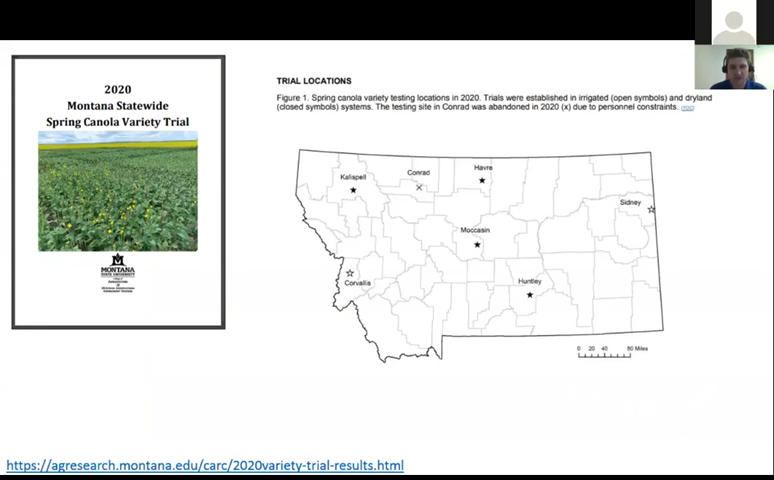 2020
Montana Statewide
Spring Canola Variety Trial
MONTANA
STATE UNIVERSITY
TRIAL LOCATIONS
Figure 1. Spring canola variety testing locations in 2020. Trials were established in irrigated (open symbols) and dryland
(closed symbols) systems. The testing site in Conrad was abandoned in 2020 (x) due to personnel constraints.
Kalispell
Conrad
Havre
Sidney
Moccasin
Corvallis
Huntley
0 20 40 80 Miles
https://agresearch.montana.edu/carc/2020variety-trial-results.html